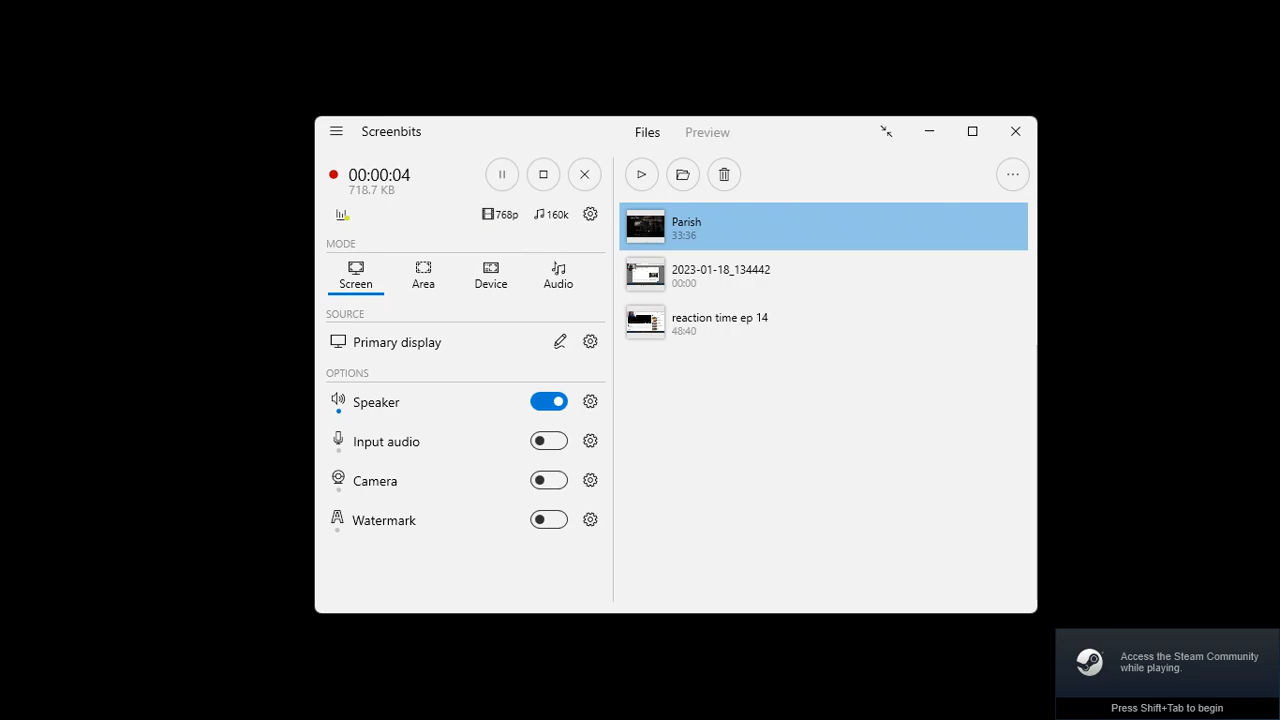 Screenbits
Files
Preview
00:00:04
718.7 KB
768p
160k
MODE
Screen
Area
Device
Audio
SOURCE
Primary display
OPTIONS
Speaker
Input audio
Camera
Watermark
Parish
33:36
2023-01-18_134442
00:00
reaction time ep 14
48:40
Access the Steam Community
while playing.
Press Shift+Tab to begin